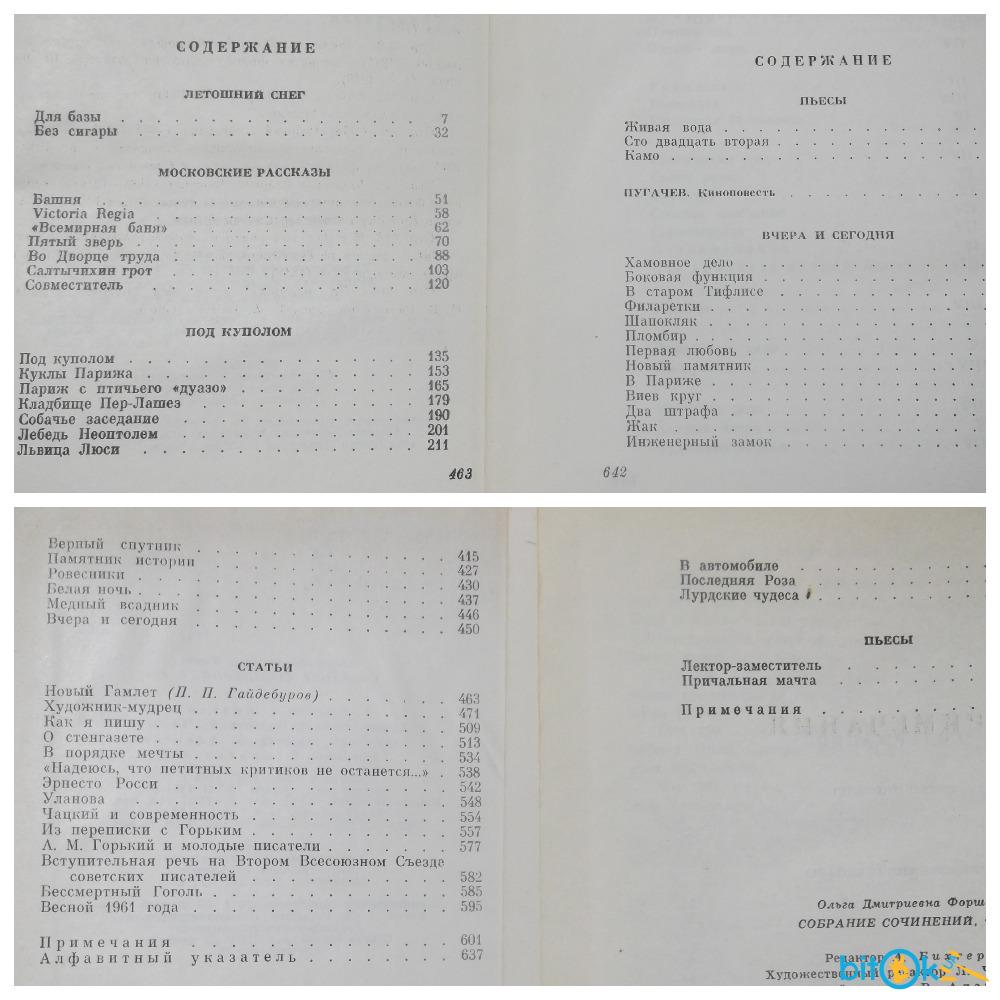 СОДЕРЖАНИЕ
ЛЕТОШНИЙ СНЕГ
Для базы . . . . . . . . . . . . . . . 7
Без сигары . . . . . . . . . . . . . . 32
МОСКОВСКИЕ РАССКАЗЫ
Башня . . . . . . . . . . . . . . . 51
Victoria Regia . . . . . . . . . . . . 58
«Всемирная баня» . . . . . . . . . . . 62
Пятый зверь . . . . . . . . . . . . . 70
Во Дворце труда . . . . . . . . . . . 88
Салтычихин грот . . . . . . . . . . . 103
Совместитель . . . . . . . . . . . . 120
ПОД КУПОЛОМ
Под куполом . . . . . . . . . . . . . 135
Куклы Парижа . . . . . . . . . . . . 153
Париж с птичьего «дуазо» . . . . . . . 165
Кладбище Пер-Лашез . . . . . . . . . 179
Собачье заседание . . . . . . . . . . 190
Лебедь Неоптолем . . . . . . . . . . 201
Львица Люси . . . . . . . . . . . . 211
463
СОДЕРЖАНИЕ
ПЬЕСЫ
Живая вода . . . . . . . . . . . . .
Сто двадцать вторая . . . . . . . . . .
Камо . . . . . . . . . . . . . . .
ПУГАЧЕВ. Киноповесть . . . . . . . . .
ВЧЕРА И СЕГОДНЯ
Хамовное дело . . . . . . . . . . . .
Боковая функция . . . . . . . . . . .
В старом Тифлисе . . . . . . . . . .
Филаретки . . . . . . . . . . . . .
Шапокляк . . . . . . . . . . . . .
Пломбир . . . . . . . . . . . . . .
Первая любовь . . . . . . . . . . . .
Новый памятник . . . . . . . . . . .
В Париже . . . . . . . . . . . . . .
Виев круг . . . . . . . . . . . . .
Два штрафа . . . . . . . . . . . . .
Жак . . . . . . . . . . . . . . .
Инженерный замок . . . . . . . . . .
642
Верный спутник . . . . . . . . . . . 415
Памятник истории . . . . . . . . . . 427
Ровесники . . . . . . . . . . . . . 430
Белая ночь . . . . . . . . . . . . . 437
Медный всадник . . . . . . . . . . . 446
Вчера и сегодня . . . . . . . . . . . 450
СТАТЬИ
Новый Гамлет (П. П. Гайдебуров) . . . . . 463
Художник-мудрец . . . . . . . . . . . 471
Как я пишу . . . . . . . . . . . . . 509
О стенгазете . . . . . . . . . . . . 513
В порядке мечты . . . . . . . . . . . 534
«Надеюсь, что петитных критиков не останется...» . 538
Эрнесто Росси . . . . . . . . . . . . 542
Уланова . . . . . . . . . . . . . . 548
Чацкий и современность . . . . . . . . 554
Из переписки с Горьким . . . . . . . . 557
А. М. Горький и молодые писатели . . . . . 577
Вступительная речь на Втором Всесоюзном Съезде
советских писателей . . . . . . . . . 582
Бессмертный Гоголь . . . . . . . . . . 585
Весной 1961 года . . . . . . . . . . . 595
Примечания . . . . . . . . . . . . 601
Алфавитный указатель . . . . . . . 637
В автомобиле . . . . . . . . . .
Последняя Роза . . . . . . . . .
Лурдские чудеса . . . . . . . . .
ПЬЕСЫ
Лектор-заместитель . . . . . . .
Причальная мачта . . . . . . . .
Примечания . . . . . . . .
Ольга Дмитриевна Форш
СОБРАНИЕ СОЧИНЕНИЙ,
Редактор А.
Художественный редактор Л.